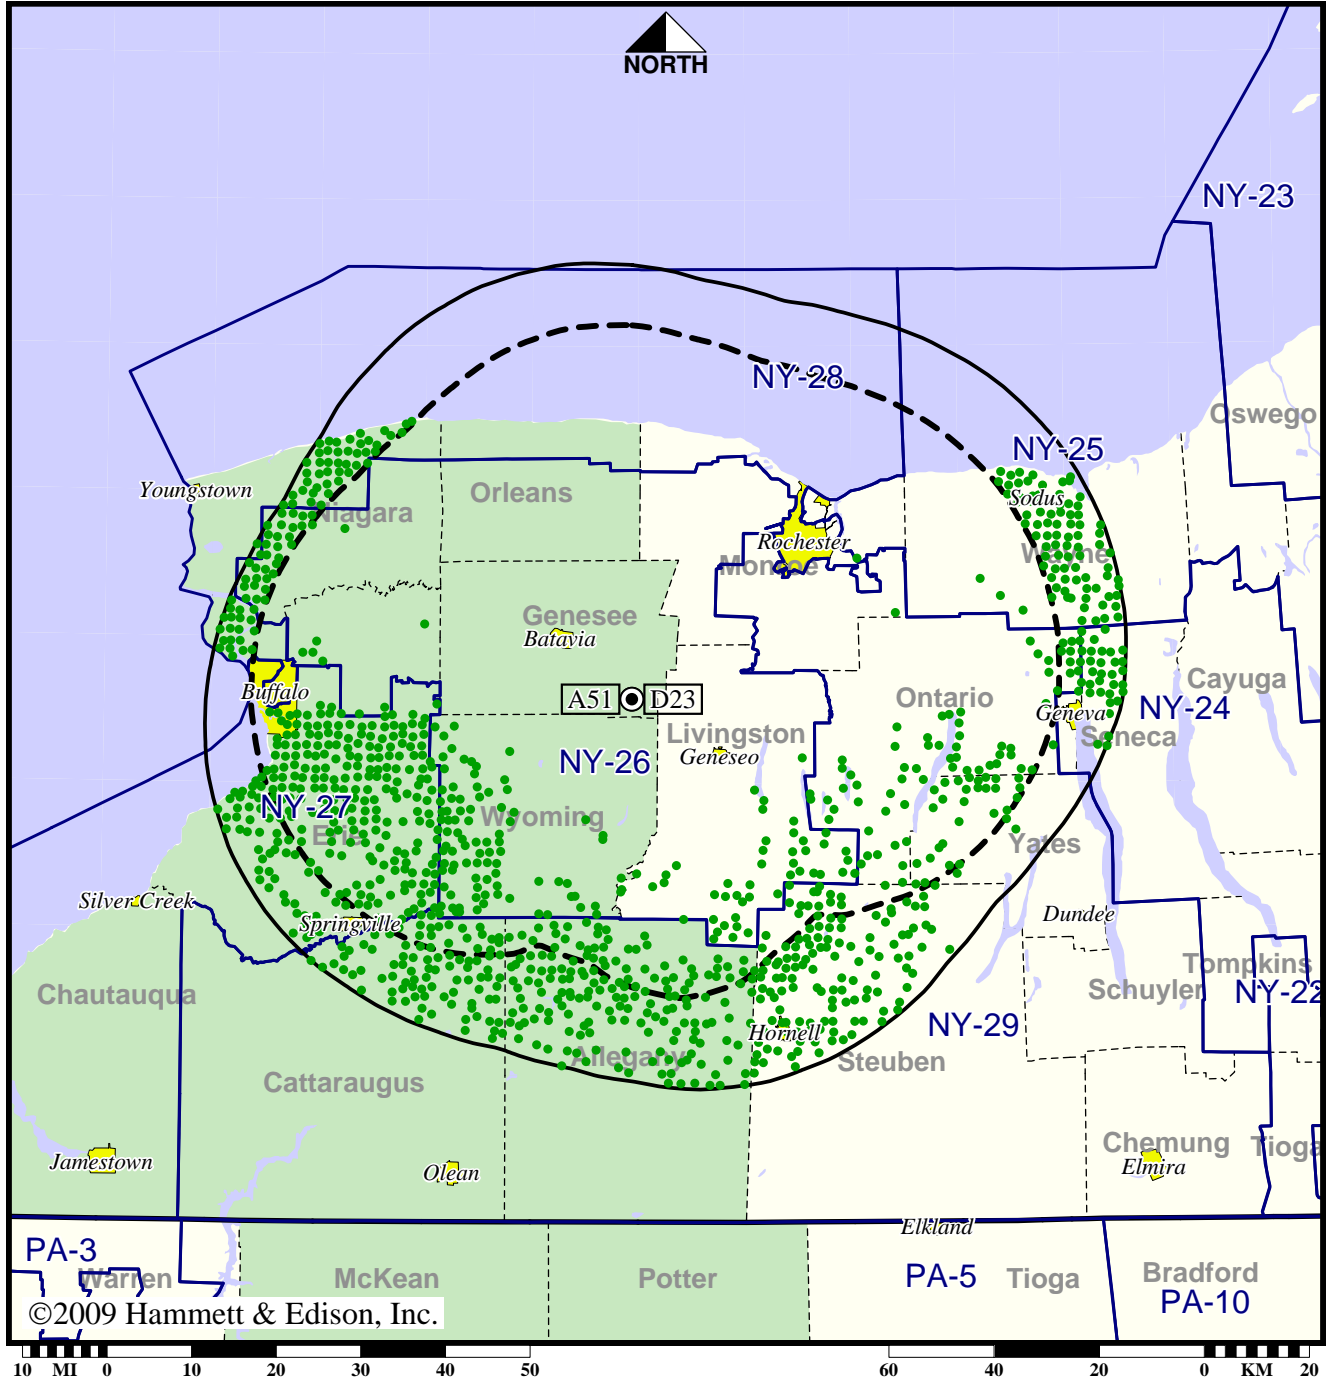 NORTH
NY-23
NY-28
Oswego
NY-25
Youngstown
Orleans
Sodus
Niagara
Rochester
Wayne
Monroe
Genesee
Batavia
Cayuga
Buffalo
A51
D23
Ontario
NY-24
Geneva
Livingston
Seneca
Geneseo
NY-26
NY-27
Wyoming
Erie
Yates
Silver Creek
Dundee
Springville
Tompkins
Chautauqua
Schuyler
NY-22
Hornell
NY-29
Allegany
Steuben
Cattaraugus
Chemung
Tioga
Jamestown
Elmira
Olean
Elkland
PA-3
Warren
McKean
Potter
PA-5
Tioga
Bradford
PA-10
©2009 Hammett & Edison, Inc.
10 MI 0 10 20 30 40 50
60 40 20 0 KM 20